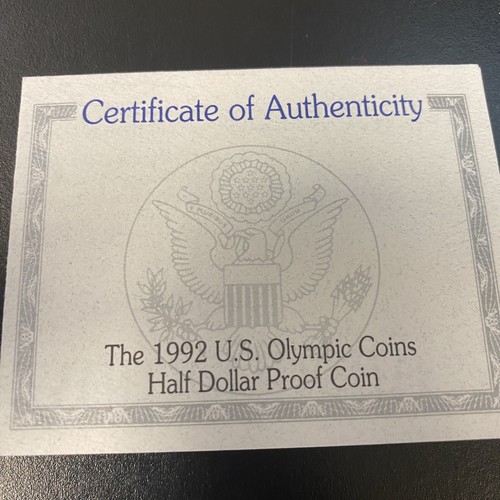 Certificate of Authenticity
The 1992 U.S. Olympic Coins
Half Dollar Proof Coin